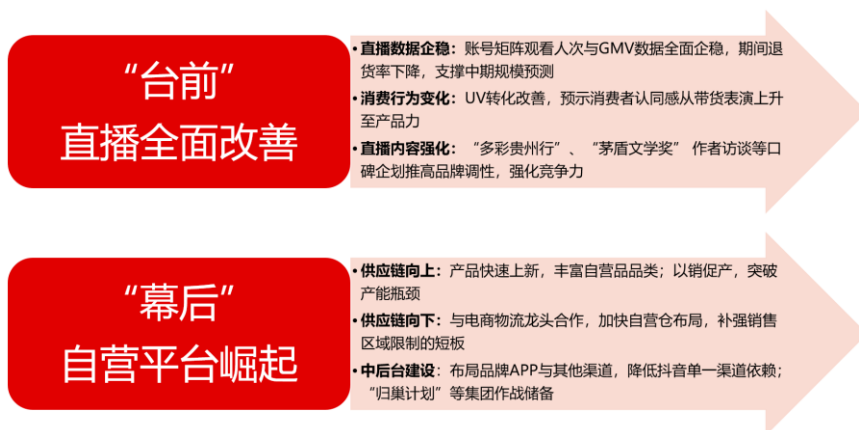 “台前”
直播全面改善
• 直播数据企稳：账号矩阵观看人次与GMV数据全面企稳，期间退
货率下降，支撑中期规模预测
• 消费行为变化：UV转化改善，预示消费者认同感从带货表演上升
至产品力
• 直播内容强化：“多彩贵州行”、“茅盾文学奖” 作者访谈等口
碑企划推高品牌调性，强化竞争力
“幕后”
自营平台崛起
• 供应链向上：产品快速上新，丰富自营品品类；以销促产，突破
产能瓶颈
• 供应链向下：与电商物流龙头合作，加快自营仓布局，补强销售
区域限制的短板
• 中后台建设：布局品牌APP与其他渠道，降低抖音单一渠道依赖；
“归巢计划”等集团作战储备